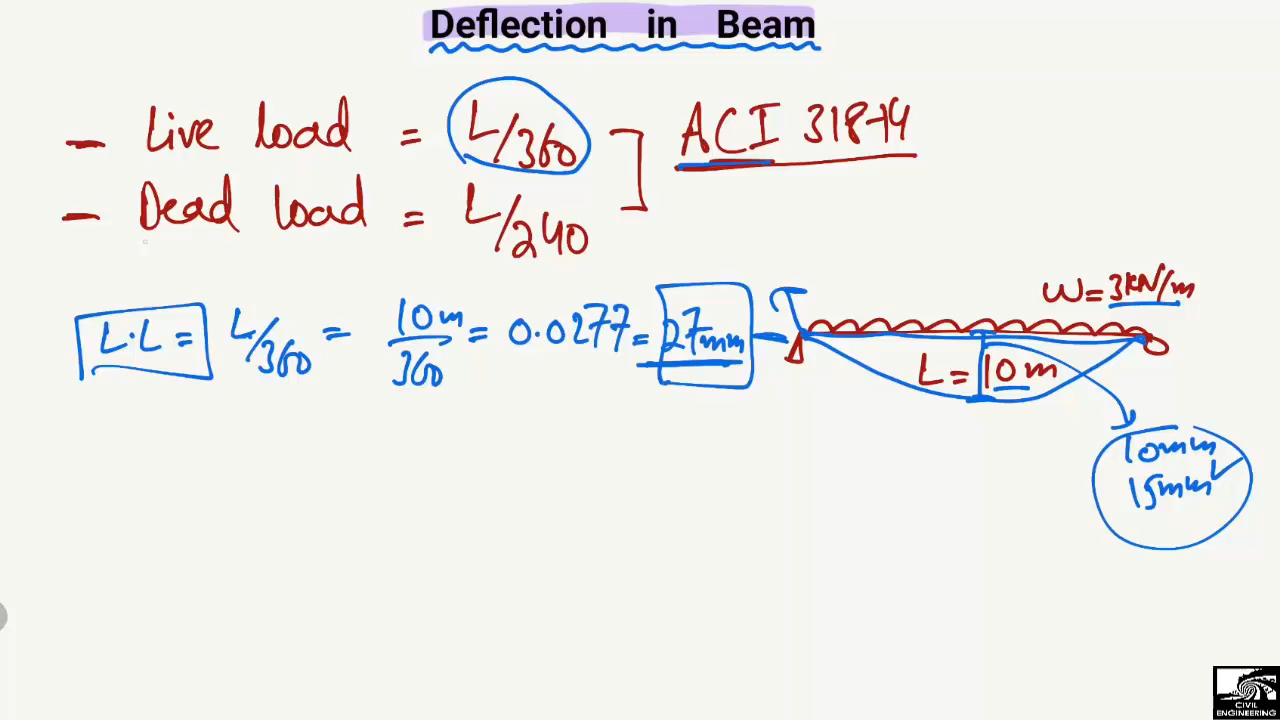 Deflection in Beam
- Live load = L/360
- Dead load = L/240
ACI 318-14
L.L = L/360 = 10m/360 = 0.0277 = 27mm
W = 3kN/m
L = 10m
10mm
15mm
CIVIL
ENGINEERING